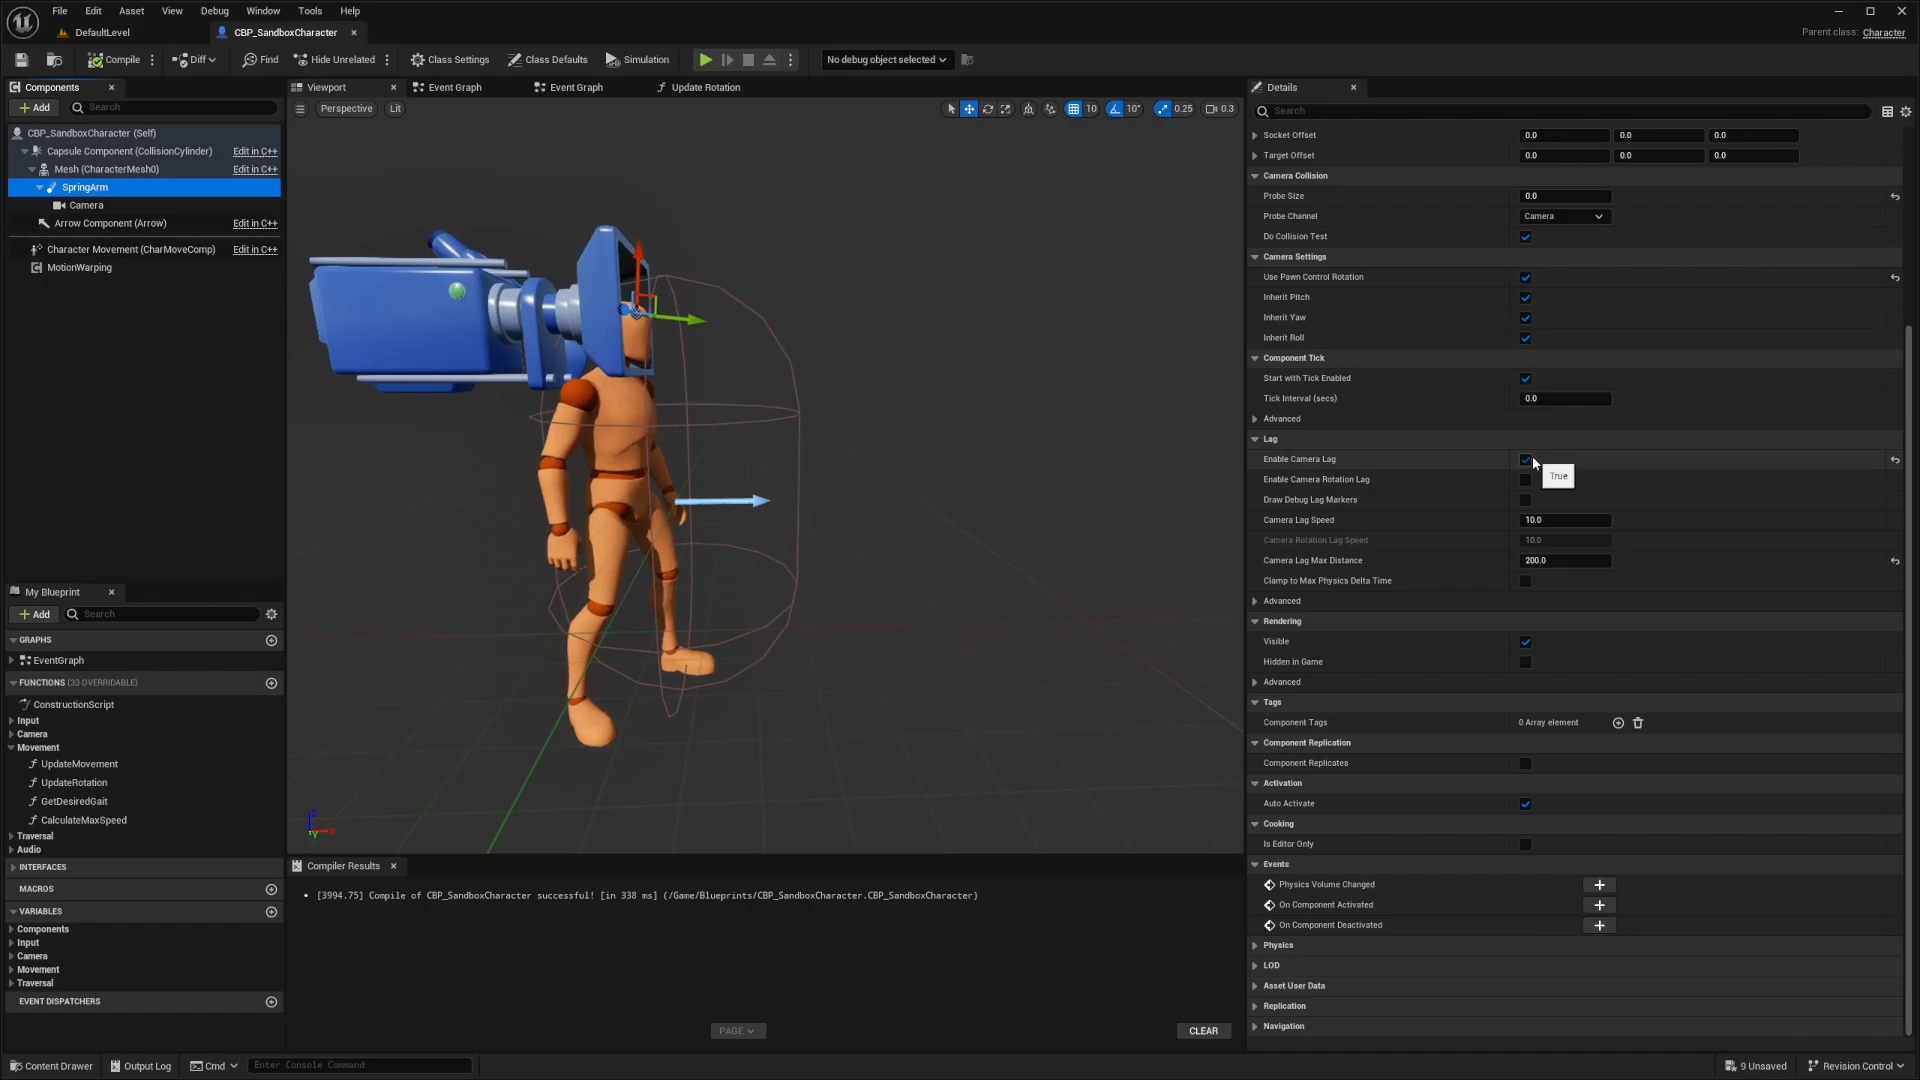 File Edit Asset View Debug Window Tools Help
DefaultLevel
CBP_SandboxCharacter
Parent class: Character
Compile
Diff
Find
Hide Unrelated
Class Settings
Class Defaults
Simulation
No debug object selected
Components
Add
Search
CBP_SandboxCharacter (Self)
Capsule Component (CollisionCylinder) Edit in C++
Mesh (CharacterMesh0) Edit in C++
SpringArm
Camera
Arrow Component (Arrow) Edit in C++
Character Movement (CharMoveComp) Edit in C++
MotionWarping
My Blueprint
Add
Search
GRAPHS
EventGraph
FUNCTIONS (33 OVERRIDABLE)
ConstructionScript
Input
Camera
Movement
UpdateMovement
UpdateRotation
GetDesiredGait
CalculateMaxSpeed
Traversal
Audio
INTERFACES
MACROS
VARIABLES
Components
Input
Camera
Movement
Traversal
EVENT DISPATCHERS
Viewport
Event Graph
Event Graph
Update Rotation
Perspective
Lit
10
10°
0.25
0.3
Z
Compiler Results
[3994.75] Compile of CBP_SandboxCharacter successful! [in 338 ms] (/Game/Blueprints/CBP_SandboxCharacter.CBP_SandboxCharacter)
PAGE
CLEAR
Details
Search
Socket Offset 0.0 0.0 0.0
Target Offset 0.0 0.0 0.0
Camera Collision
Probe Size 0.0
Probe Channel Camera
Do Collision Test
Camera Settings
Use Pawn Control Rotation
Inherit Pitch
Inherit Yaw
Inherit Roll
Component Tick
Start with Tick Enabled
Tick Interval (secs) 0.0
Advanced
Lag
Enable Camera Lag
True
Enable Camera Rotation Lag
Draw Debug Lag Markers
Camera Lag Speed 10.0
Camera Rotation Lag Speed 10.0
Camera Lag Max Distance 200.0
Clamp to Max Physics Delta Time
Advanced
Rendering
Visible
Hidden in Game
Advanced
Tags
Component Tags 0 Array element
Component Replication
Component Replicates
Activation
Auto Activate
Cooking
Is Editor Only
Events
Physics Volume Changed
On Component Activated
On Component Deactivated
Physics
LOD
Asset User Data
Replication
Navigation
Content Drawer
Output Log
Cmd
Enter Console Command
9 Unsaved
Revision Control